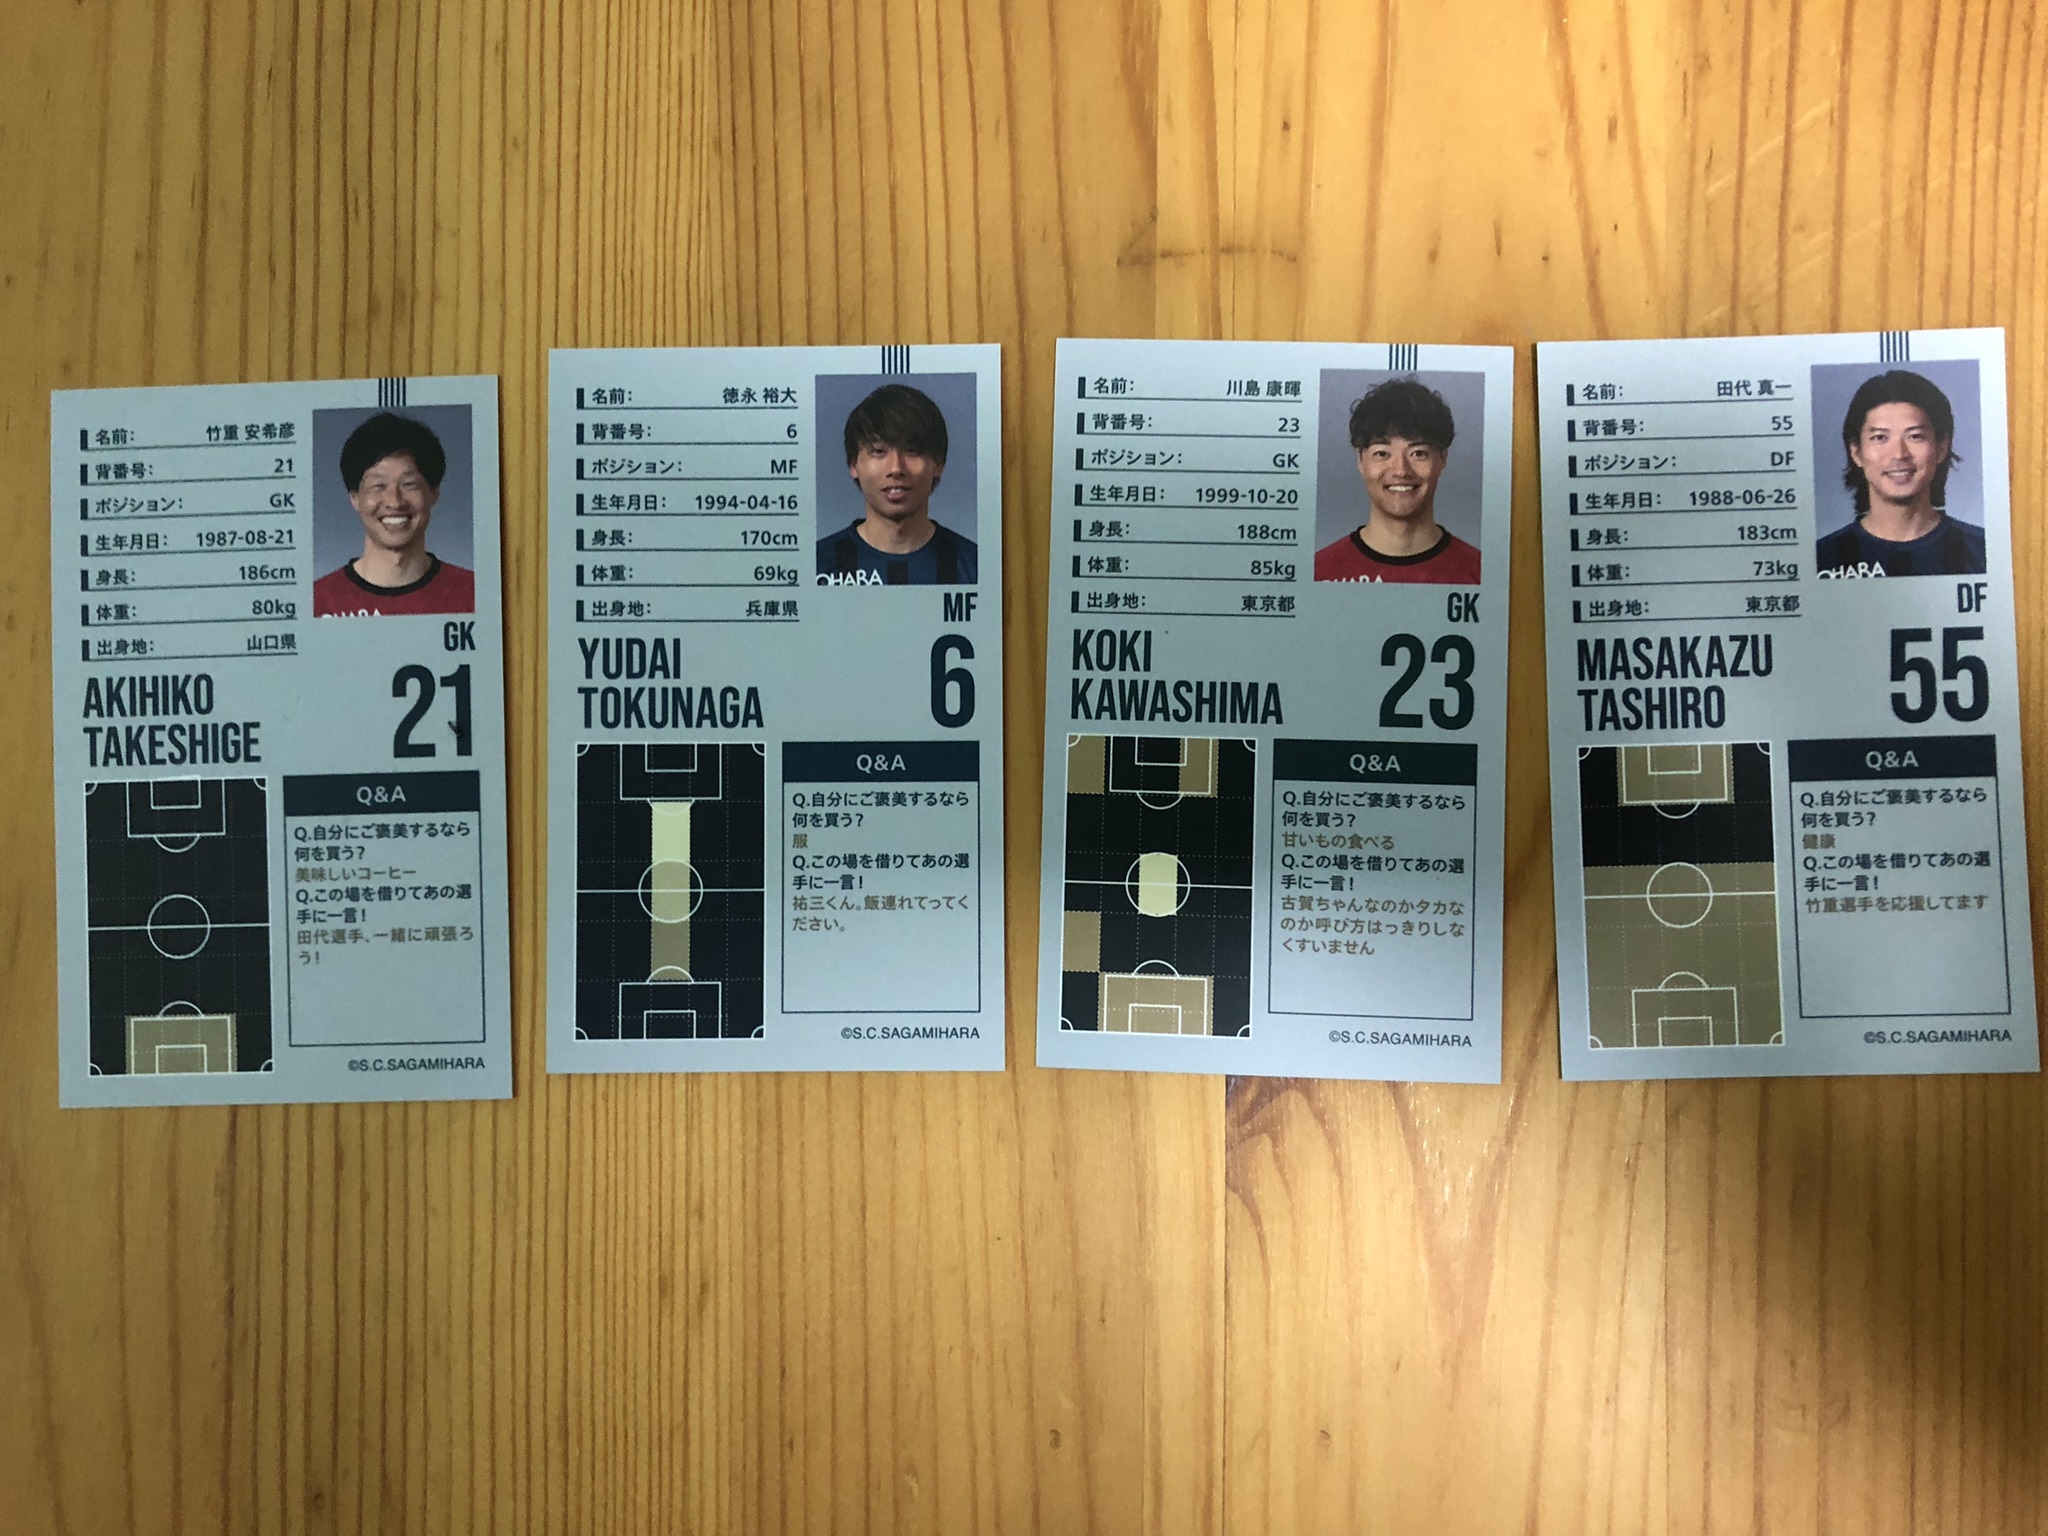 名前： 竹重 安希彦
背番号： 21
ポジション： GK
生年月日： 1987-08-21
身長： 186cm
体重： 80kg
出身地： 山口県
GK
AKIHIKO
TAKESHIGE
21
Q&A
Q.自分にご褒美するなら
何を買う？
美味しいコーヒー
Q.この場を借りてあの選
手に一言！
田代選手、一緒に頑張ろ
う！
©S.C.SAGAMIHARA
名前： 徳永 裕大
背番号： 6
ポジション： MF
生年月日： 1994-04-16
身長： 170cm
体重： 69kg
出身地： 兵庫県
OHARA
MF
YUDAI
TOKUNAGA
6
Q&A
Q.自分にご褒美するなら
何を買う？
服
Q.この場を借りてあの選
手に一言！
祐三くん。飯連れてってく
ださい。
©S.C.SAGAMIHARA
名前： 川島 康暉
背番号： 23
ポジション： GK
生年月日： 1999-10-20
身長： 188cm
体重： 85kg
出身地： 東京都
OHARA
GK
KOKI
KAWASHIMA
23
Q&A
Q.自分にご褒美するなら
何を買う？
甘いもの食べる
Q.この場を借りてあの選
手に一言！
古賀ちゃんなのかタカな
のか呼び方はっきりしな
くすいません
©S.C.SAGAMIHARA
名前： 田代 真一
背番号： 55
ポジション： DF
生年月日： 1988-06-26
身長： 183cm
体重： 73kg
出身地： 東京都
OHARA
DF
MASAKAZU
TASHIRO
55
Q&A
Q.自分にご褒美するなら
何を買う？
健康
Q.この場を借りてあの選
手に一言！
竹重選手を応援してます
©S.C.SAGAMIHARA